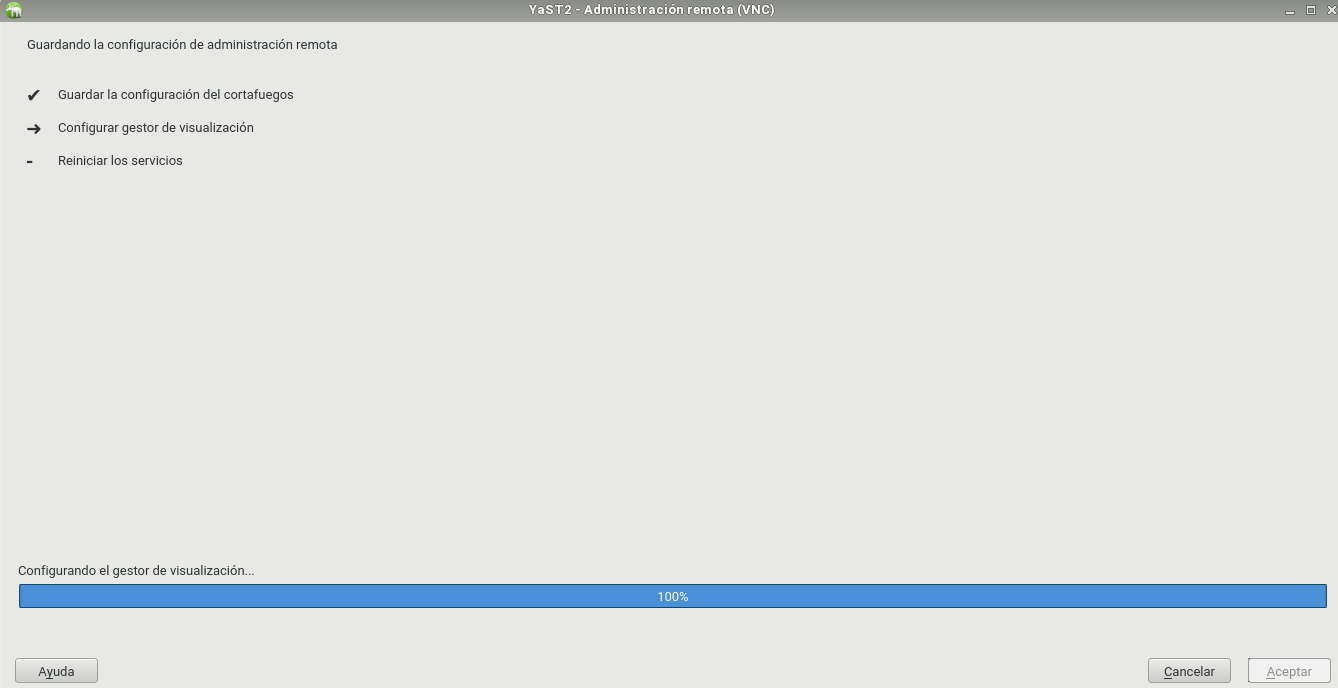 YaST2 - Administración remota (VNC)
Guardando la configuración de administración remota
Guardar la configuración del cortafuegos
Configurar gestor de visualización
Reiniciar los servicios
Configurando el gestor de visualización...
100%
Ayuda
Cancelar
Aceptar